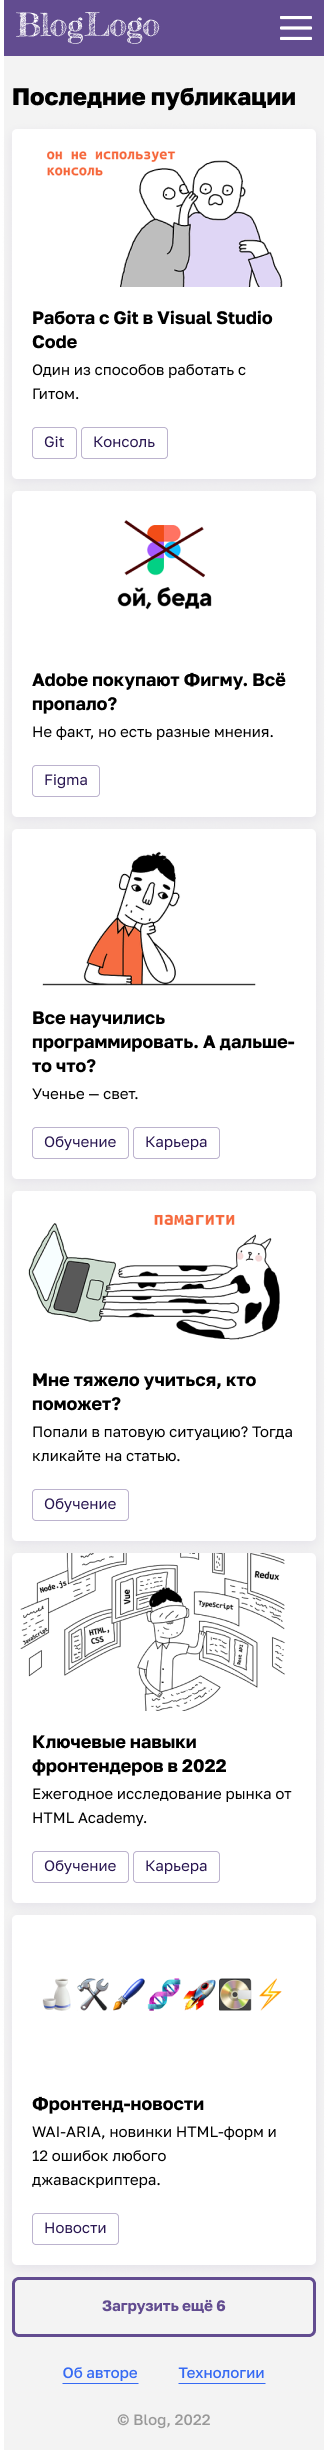 BlogLogo
Последние публикации
он не использует
консоль
Работа с Git в Visual Studio
Code
Один из способов работать с
Гитом.
Git Консоль
ой, беда
Adobe покупают Фигму. Всё
пропало?
Не факт, но есть разные мнения.
Figma
Все научились
программировать. А дальше-
то что?
Ученье — свет.
Обучение Карьера
памагити
Мне тяжело учиться, кто
поможет?
Попали в патовую ситуацию? Тогда
кликайте на статью.
Обучение
Node.js
Vue
Redux
TypeScript
JavaScript
HTML,
CSS
Rest API
Ключевые навыки
фронтендеров в 2022
Ежегодное исследование рынка от
HTML Academy.
Обучение Карьера
Фронтенд-новости
WAI-ARIA, новинки HTML-форм и
12 ошибок любого
джаваскриптера.
Новости
Загрузить ещё 6
Об авторе Технологии
© Blog, 2022